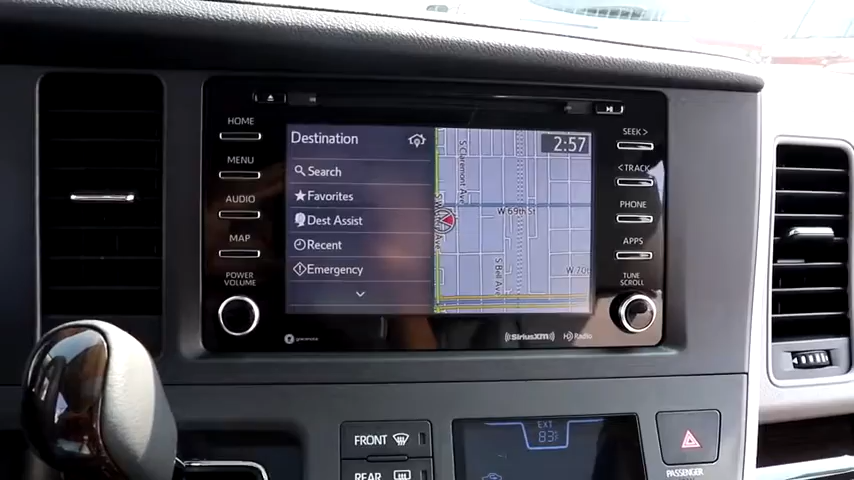 HOME
MENU
AUDIO
MAP
POWER
VOLUME
Destination
Search
Favorites
Dest Assist
Recent
Emergency
2:57
S Claremont Ave
W 69th St
S Bell Ave
W 70
SEEK >
< TRACK
PHONE
APPS
TUNE
SCROLL
gracenote
SiriusXM
HD Radio
FRONT
REAR
EXT
83°F
PASSENGER